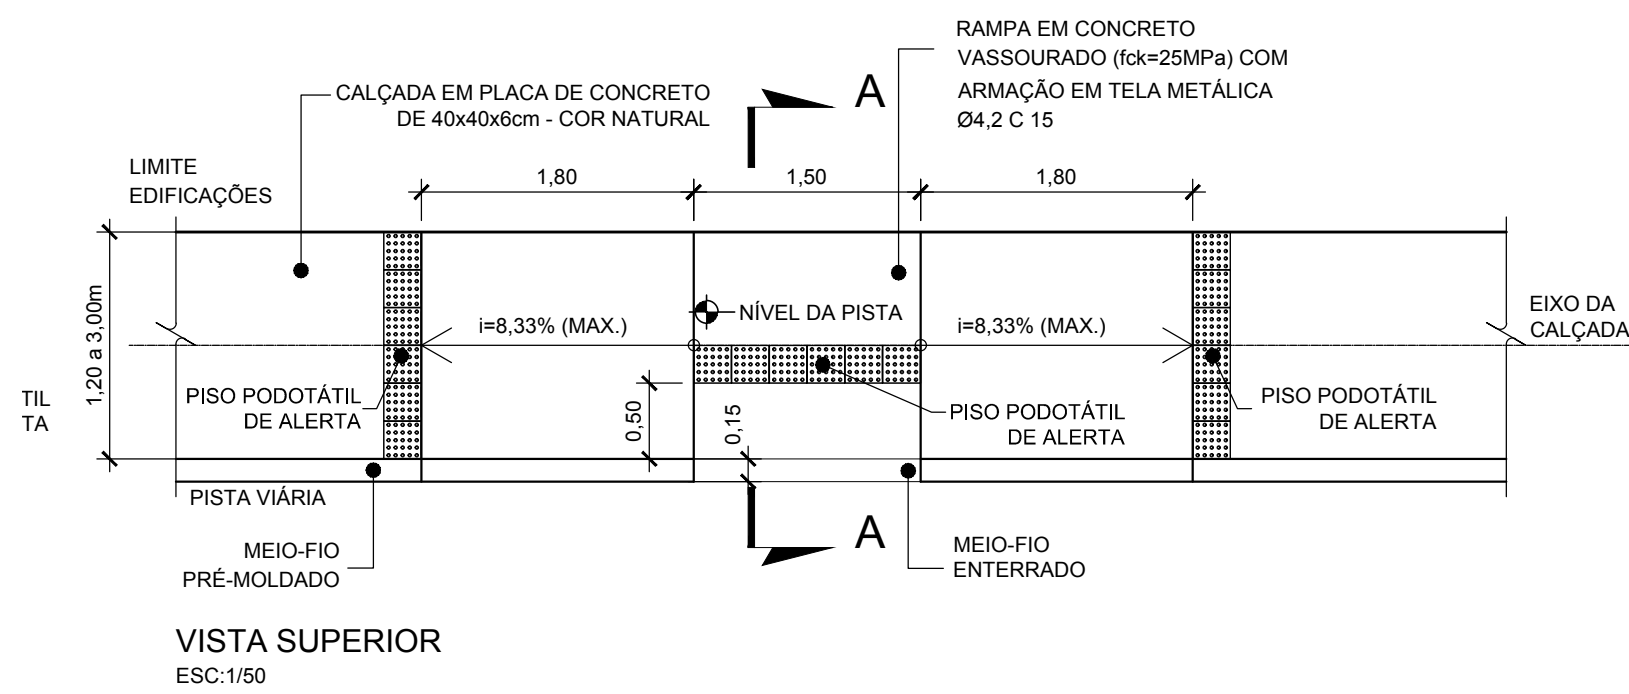 RAMPA EM CONCRETO
VASSOURADO (fck=25MPa) COM
ARMAÇÃO EM TELA METÁLICA
Ø4,2 C 15
CALÇADA EM PLACA DE CONCRETO
DE 40x40x6cm - COR NATURAL
A
LIMITE
EDIFICAÇÕES
1,80
1,50
1,80
1,20 a 3,00m
i=8,33% (MAX.)
NÍVEL DA PISTA
i=8,33% (MAX.)
EIXO DA
CALÇADA
TIL
TA
PISO PODOTÁTIL
DE ALERTA
0,50
0,15
PISO PODOTÁTIL
DE ALERTA
PISO PODOTÁTIL
DE ALERTA
PISTA VIÁRIA
A
MEIO-FIO
PRÉ-MOLDADO
MEIO-FIO
ENTERRADO
VISTA SUPERIOR
ESC:1/50